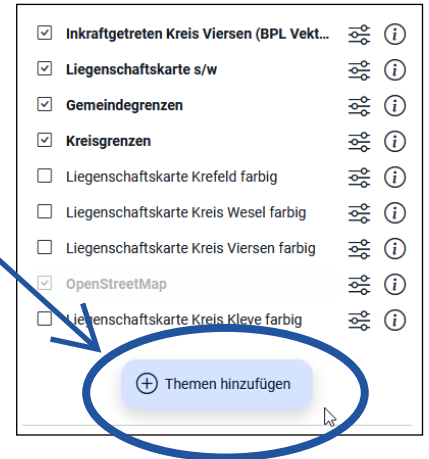 Inkraftgetreten Kreis Viersen (BPL Vekt...
Liegenschaftskarte s/w
Gemeindegrenzen
Kreisgrenzen
Liegenschaftskarte Krefeld farbig
Liegenschaftskarte Kreis Wesel farbig
Liegenschaftskarte Kreis Viersen farbig
OpenStreetMap
Liegenschaftskarte Kreis Kleve farbig
Themen hinzufügen